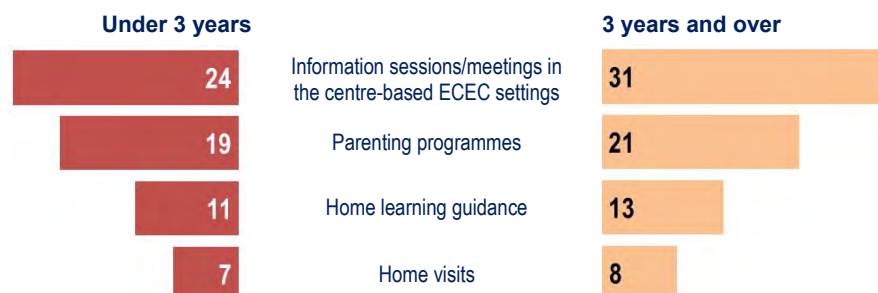 Under 3 years
3 years and over
24
Information sessions/meetings in
the centre-based ECEC settings
31
19
Parenting programmes
21
11
Home learning guidance
13
7
Home visits
8